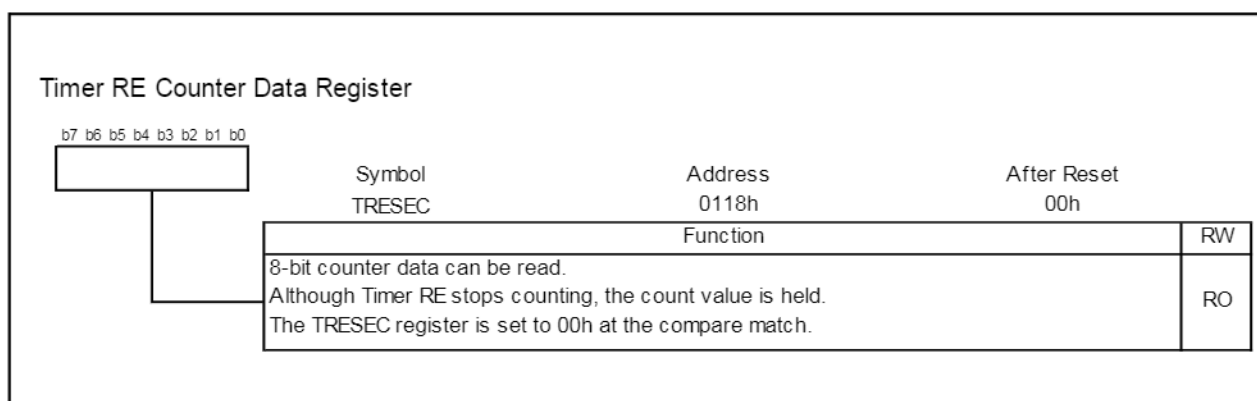 Timer RE Counter Data Register
b7 b6 b5 b4 b3 b2 b1 b0
Symbol Address After Reset
TRESEC 0118h 00h
Function RW
8-bit counter data can be read.
Although Timer RE stops counting, the count value is held.
The TRESEC register is set to 00h at the compare match.
RO